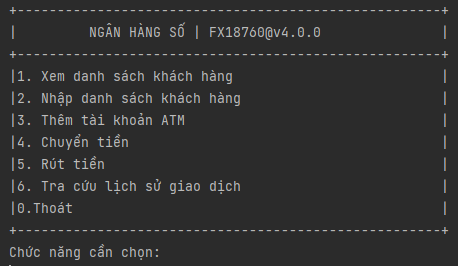 +----------------------------------------------------+
|         NGÂN HÀNG SỐ | FX18760@v4.0.0               |
+----------------------------------------------------+
|1. Xem danh sách khách hàng                          |
|2. Nhập danh sách khách hàng                         |
|3. Thêm tài khoản ATM                                |
|4. Chuyển tiền                                       |
|5. Rút tiền                                          |
|6. Tra cứu lịch sử giao dịch                         |
|0.Thoát                                              |
+----------------------------------------------------+
Chức năng cần chọn: